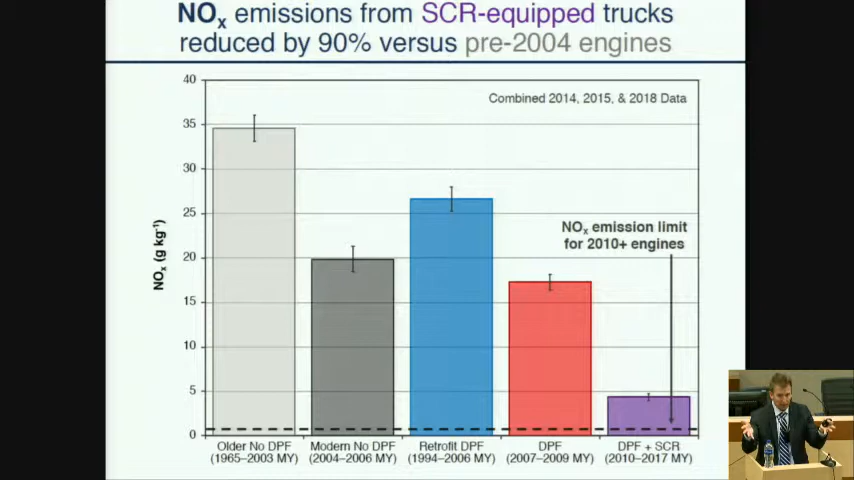 NOx emissions from SCR-equipped trucks
reduced by 90% versus pre-2004 engines
Combined 2014, 2015, & 2018 Data
NOx emission limit
for 2010+ engines
NOx (g kg-1)
40
35
30
25
20
15
10
5
0
Older No DPF Modern No DPF Retrofit DPF DPF DPF + SCR
(1965–2003 MY) (2004–2006 MY) (1994–2006 MY) (2007–2009 MY) (2010–2017 MY)